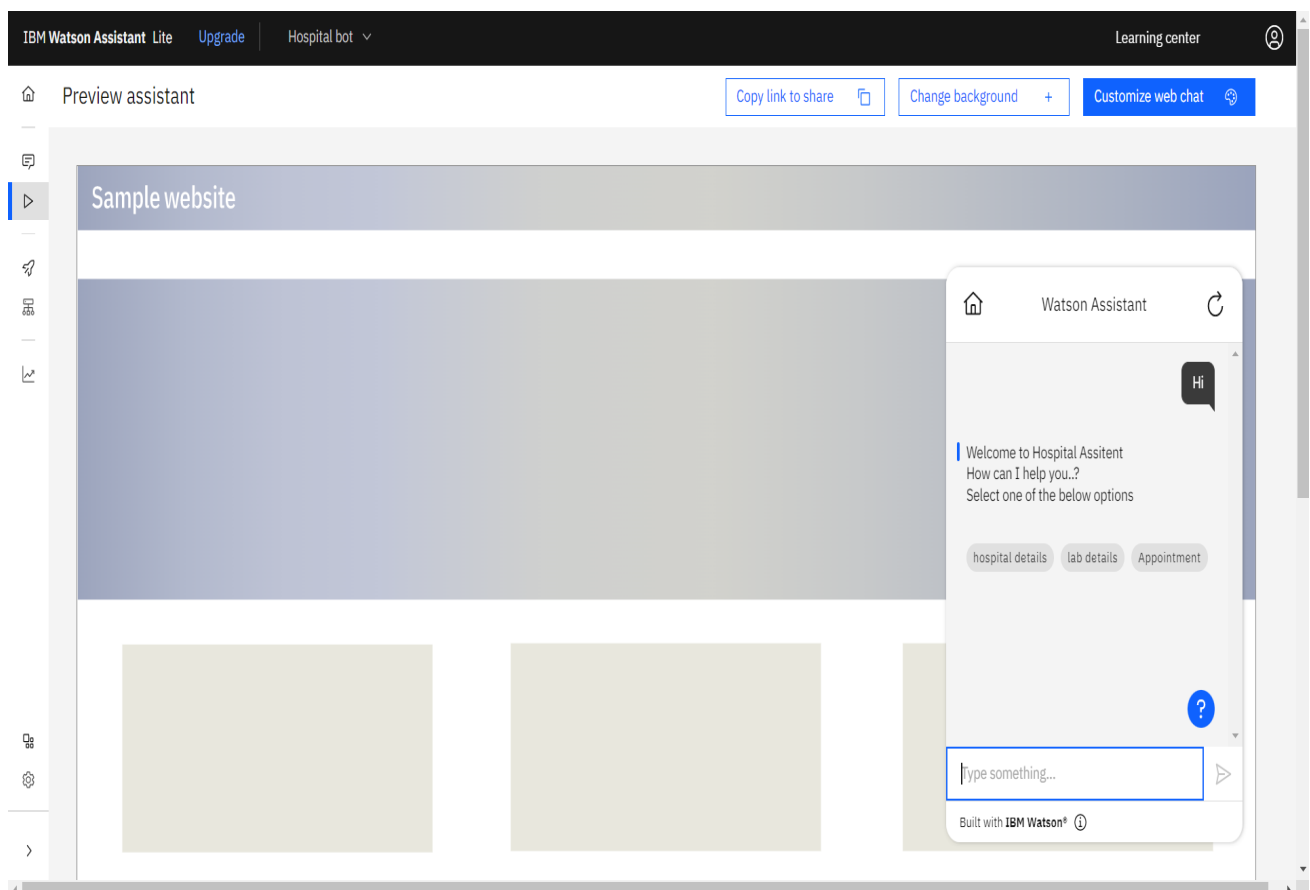 IBM Watson Assistant Lite Upgrade Hospital bot Learning center
Preview assistant Copy link to share Change background + Customize web chat
Sample website
Watson Assistant
Hi
Welcome to Hospital Assitent
How can I help you..?
Select one of the below options
hospital details lab details Appointment
?
Type something...
Built with IBM Watson®